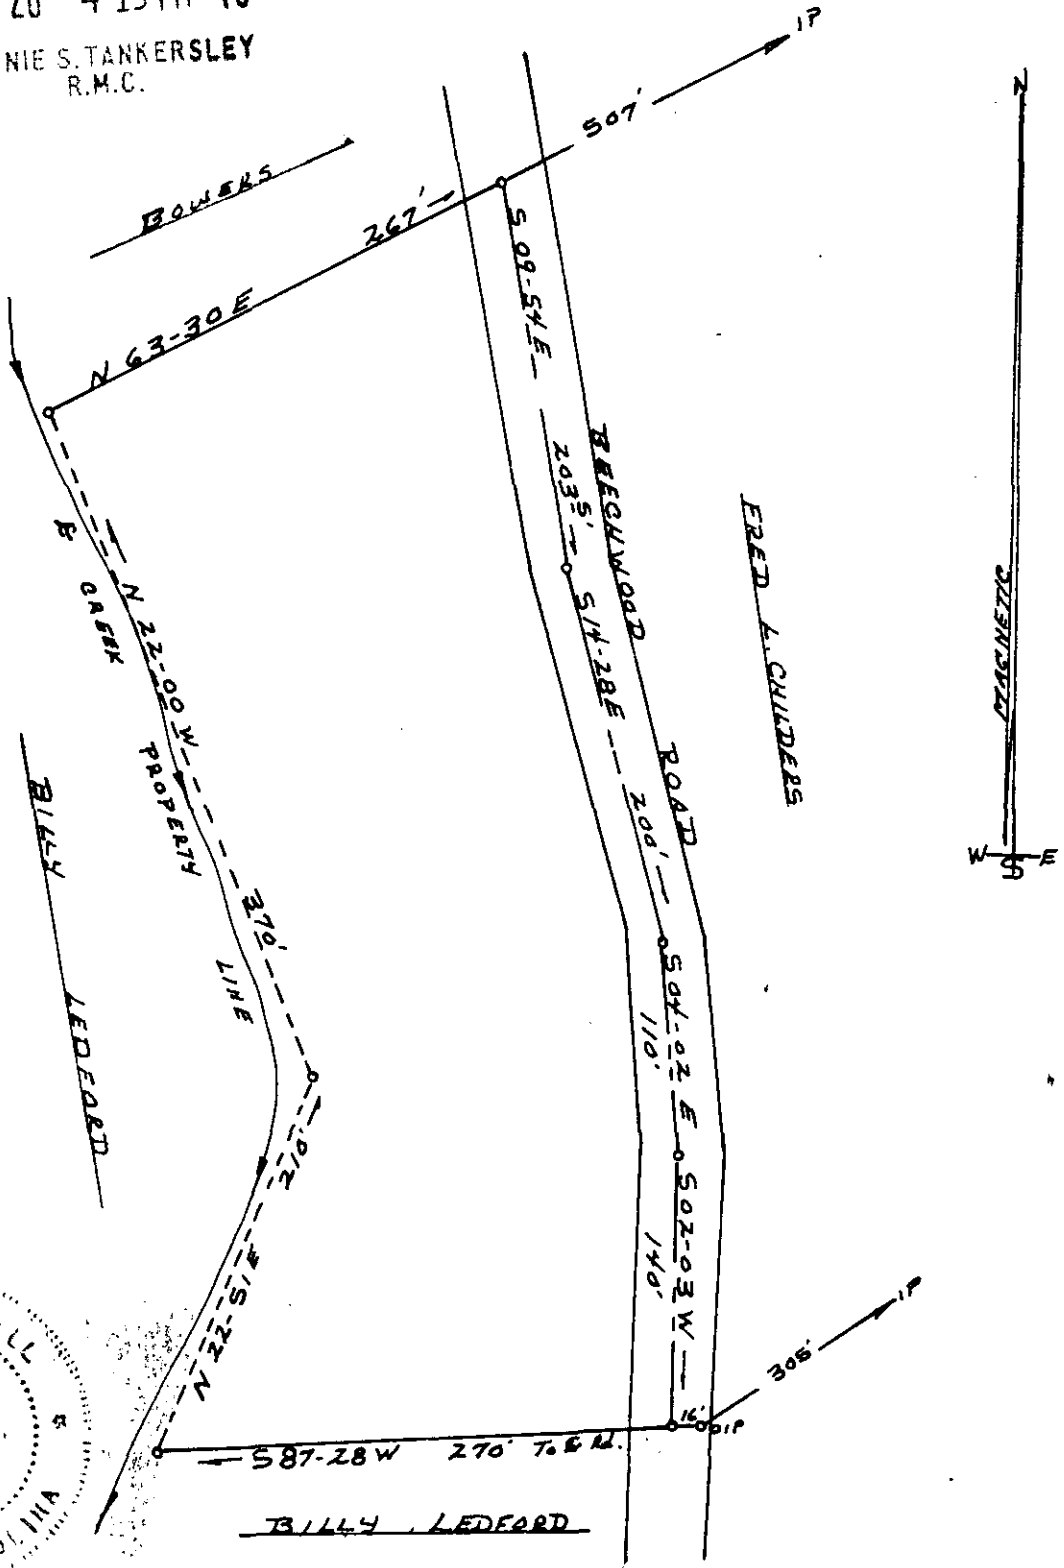 NIE S. TANKERSLEY
R.M.C.
IP
507'
N
BOWERS
267'
N 63-30 E
S 09-54 E
203.5'
BEECHWOOD
ROAD
FRED L. CHILDERS
MAGNETIC
W E
S
S 14-28 E
200'
℄ CREEK
PROPERTY
LINE
N 22-00 W
370'
BILLY LEDFORD
S 04-02 E
110'
210'
N 22-51 E
S 02-03 W
140'
IP
305'
16'
IP
S 87-28 W 270' To ℄ Rd.
BILLY LEDFORD